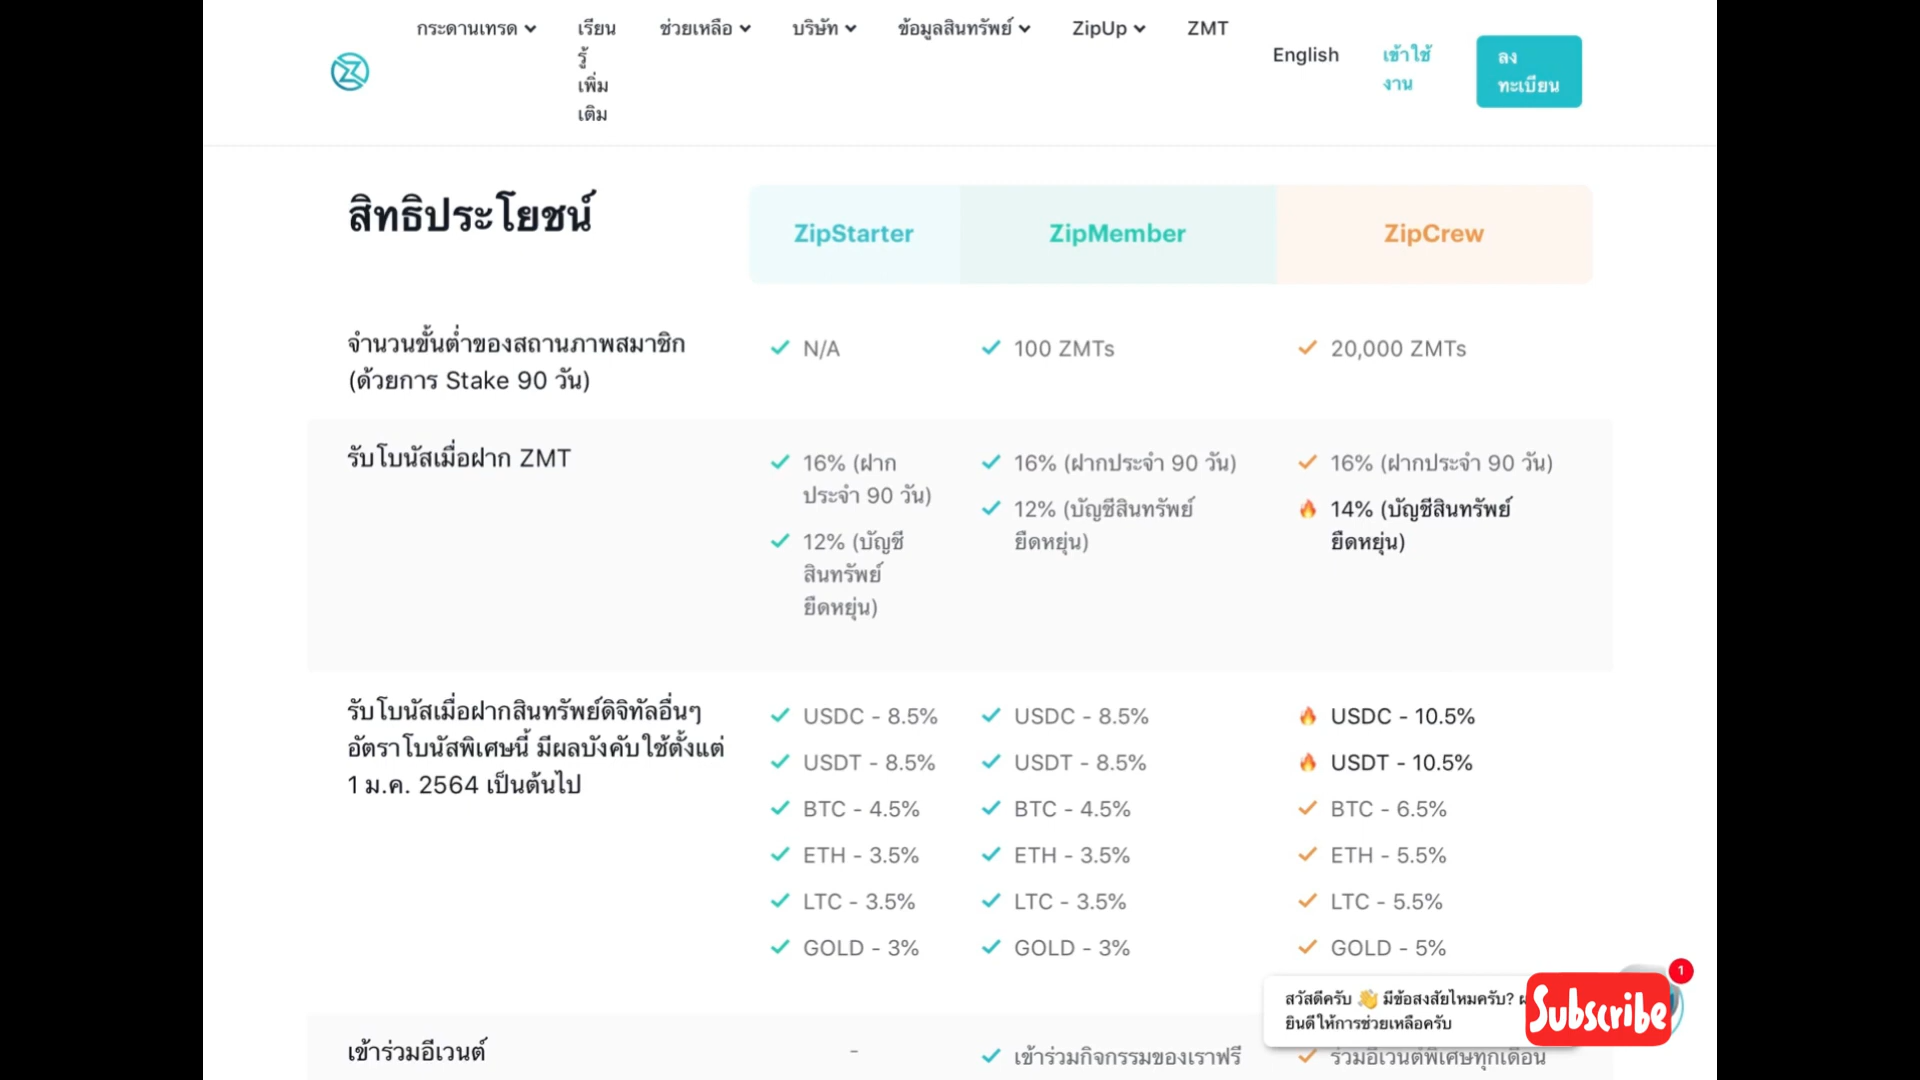 กระดานเทรด
เรียน
รู้
เพิ่ม
เติม
ช่วยเหลือ
บริษัท
ข้อมูลสินทรัพย์
ZipUp
ZMT
English
เข้าใช้
งาน
ลง
ทะเบียน
สิทธิประโยชน์
ZipStarter
ZipMember
ZipCrew
จำนวนขั้นต่ำของสถานภาพสมาชิก
(ด้วยการ Stake 90 วัน)
N/A
100 ZMTs
20,000 ZMTs
รับโบนัสเมื่อฝาก ZMT
16% (ฝาก
ประจำ 90 วัน)
12% (บัญชี
สินทรัพย์
ยืดหยุ่น)
16% (ฝากประจำ 90 วัน)
12% (บัญชีสินทรัพย์
ยืดหยุ่น)
16% (ฝากประจำ 90 วัน)
14% (บัญชีสินทรัพย์
ยืดหยุ่น)
รับโบนัสเมื่อฝากสินทรัพย์ดิจิทัลอื่นๆ
อัตราโบนัสพิเศษนี้ มีผลบังคับใช้ตั้งแต่
1 ม.ค. 2564 เป็นต้นไป
USDC - 8.5%
USDT - 8.5%
BTC - 4.5%
ETH - 3.5%
LTC - 3.5%
GOLD - 3%
USDC - 8.5%
USDT - 8.5%
BTC - 4.5%
ETH - 3.5%
LTC - 3.5%
GOLD - 3%
USDC - 10.5%
USDT - 10.5%
BTC - 6.5%
ETH - 5.5%
LTC - 5.5%
GOLD - 5%
เข้าร่วมอีเวนต์
-
เข้าร่วมกิจกรรมของเราฟรี
ร่วมอีเวนต์พิเศษทุกเดือน
สวัสดีครับ 👋 มีข้อสงสัยไหมครับ?
ยินดีให้การช่วยเหลือครับ
1
Subscribe